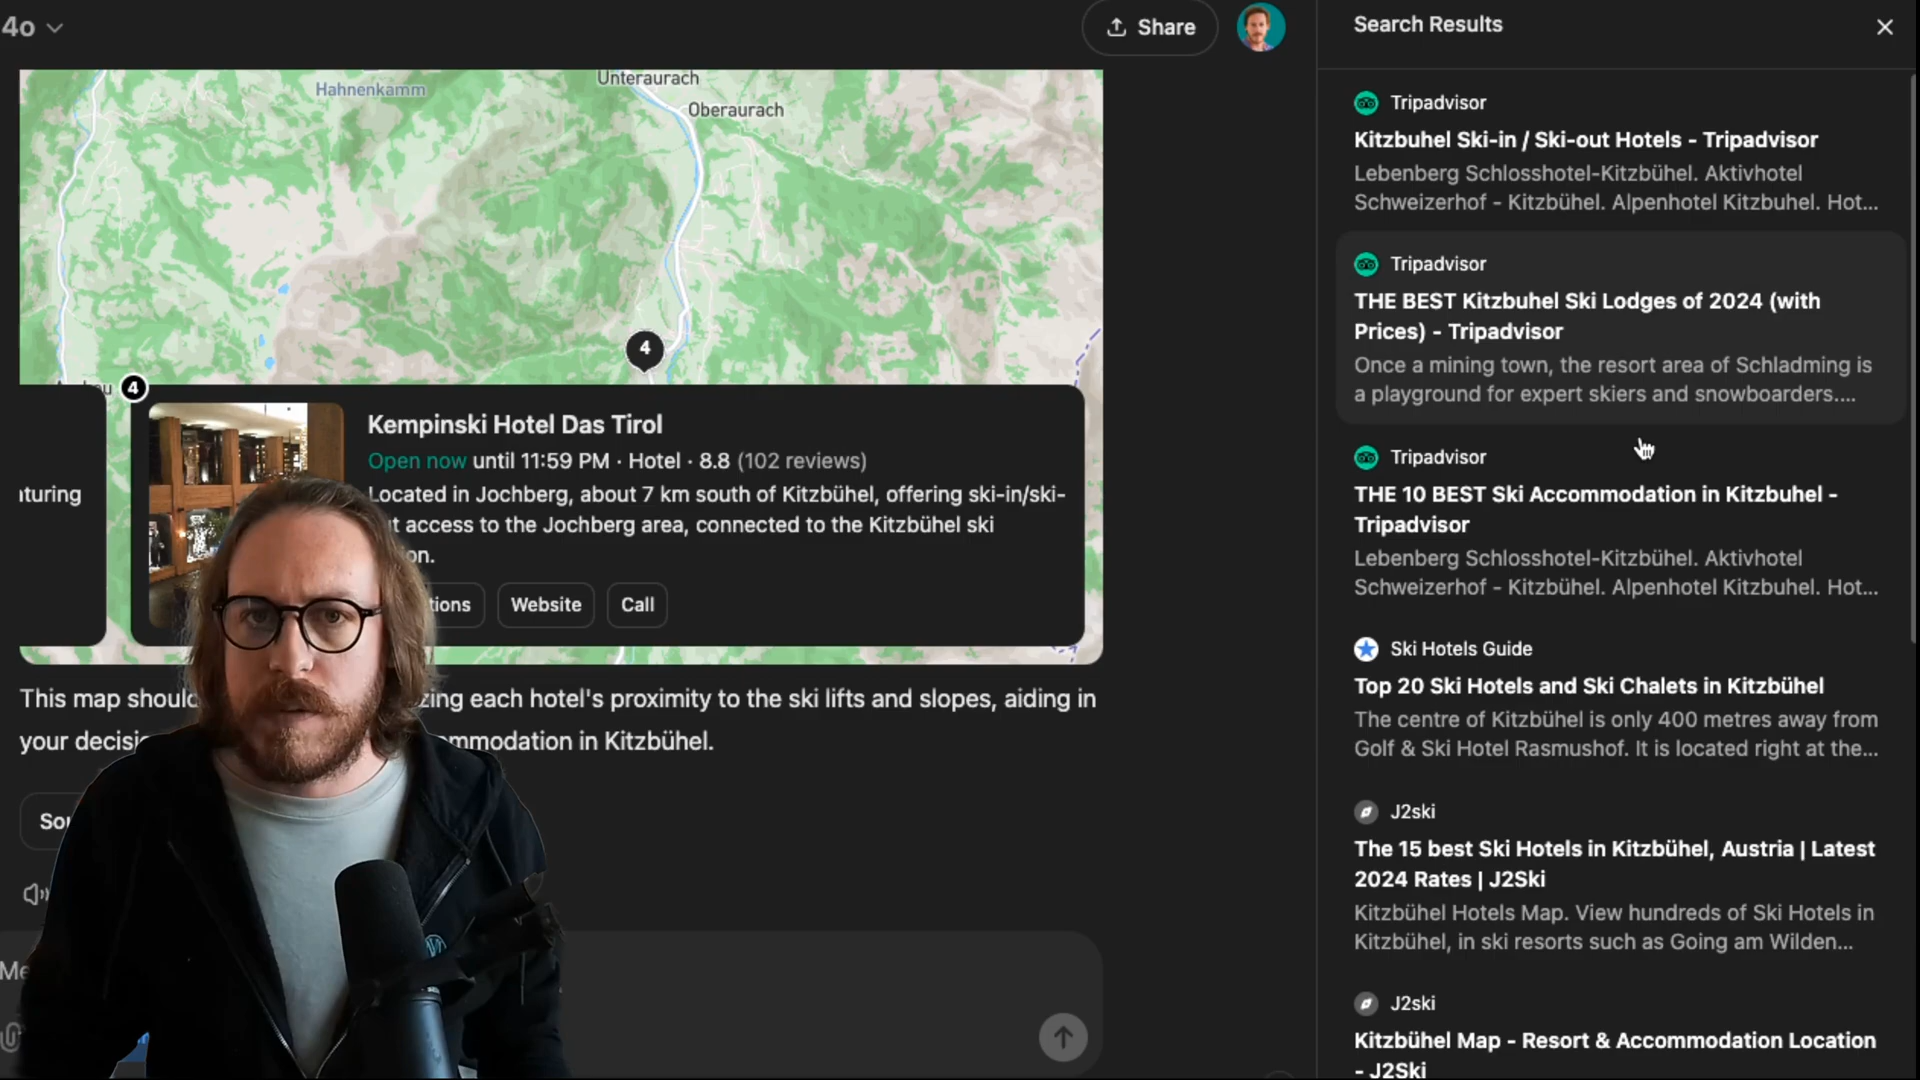 4o
Share
Hahnenkamm
Unteraurach
Oberaurach
4
4
Kempinski Hotel Das Tirol
Open now until 11:59 PM · Hotel · 8.8 (102 reviews)
Located in Jochberg, about 7 km south of Kitzbühel, offering ski-in/ski-
access to the Jochberg area, connected to the Kitzbühel ski
Website
Call
This map each hotel's proximity to the ski lifts and slopes, aiding in
your in Kitzbühel.
Search Results
Tripadvisor
Kitzbuhel Ski-in / Ski-out Hotels - Tripadvisor
Lebenberg Schlosshotel-Kitzbühel. Aktivhotel
Schweizerhof - Kitzbühel. Alpenhotel Kitzbuhel. Hot...
Tripadvisor
THE BEST Kitzbuhel Ski Lodges of 2024 (with
Prices) - Tripadvisor
Once a mining town, the resort area of Schladming is
a playground for expert skiers and snowboarders....
Tripadvisor
THE 10 BEST Ski Accommodation in Kitzbuhel -
Tripadvisor
Lebenberg Schlosshotel-Kitzbühel. Aktivhotel
Schweizerhof - Kitzbühel. Alpenhotel Kitzbuhel. Hot...
Ski Hotels Guide
Top 20 Ski Hotels and Ski Chalets in Kitzbühel
The centre of Kitzbühel is only 400 metres away from
Golf & Ski Hotel Rasmushof. It is located right at the...
J2ski
The 15 best Ski Hotels in Kitzbühel, Austria | Latest
2024 Rates | J2Ski
Kitzbühel Hotels Map. View hundreds of Ski Hotels in
Kitzbühel, in ski resorts such as Going am Wilden...
J2ski
Kitzbühel Map - Resort & Accommodation Location
- J2Ski